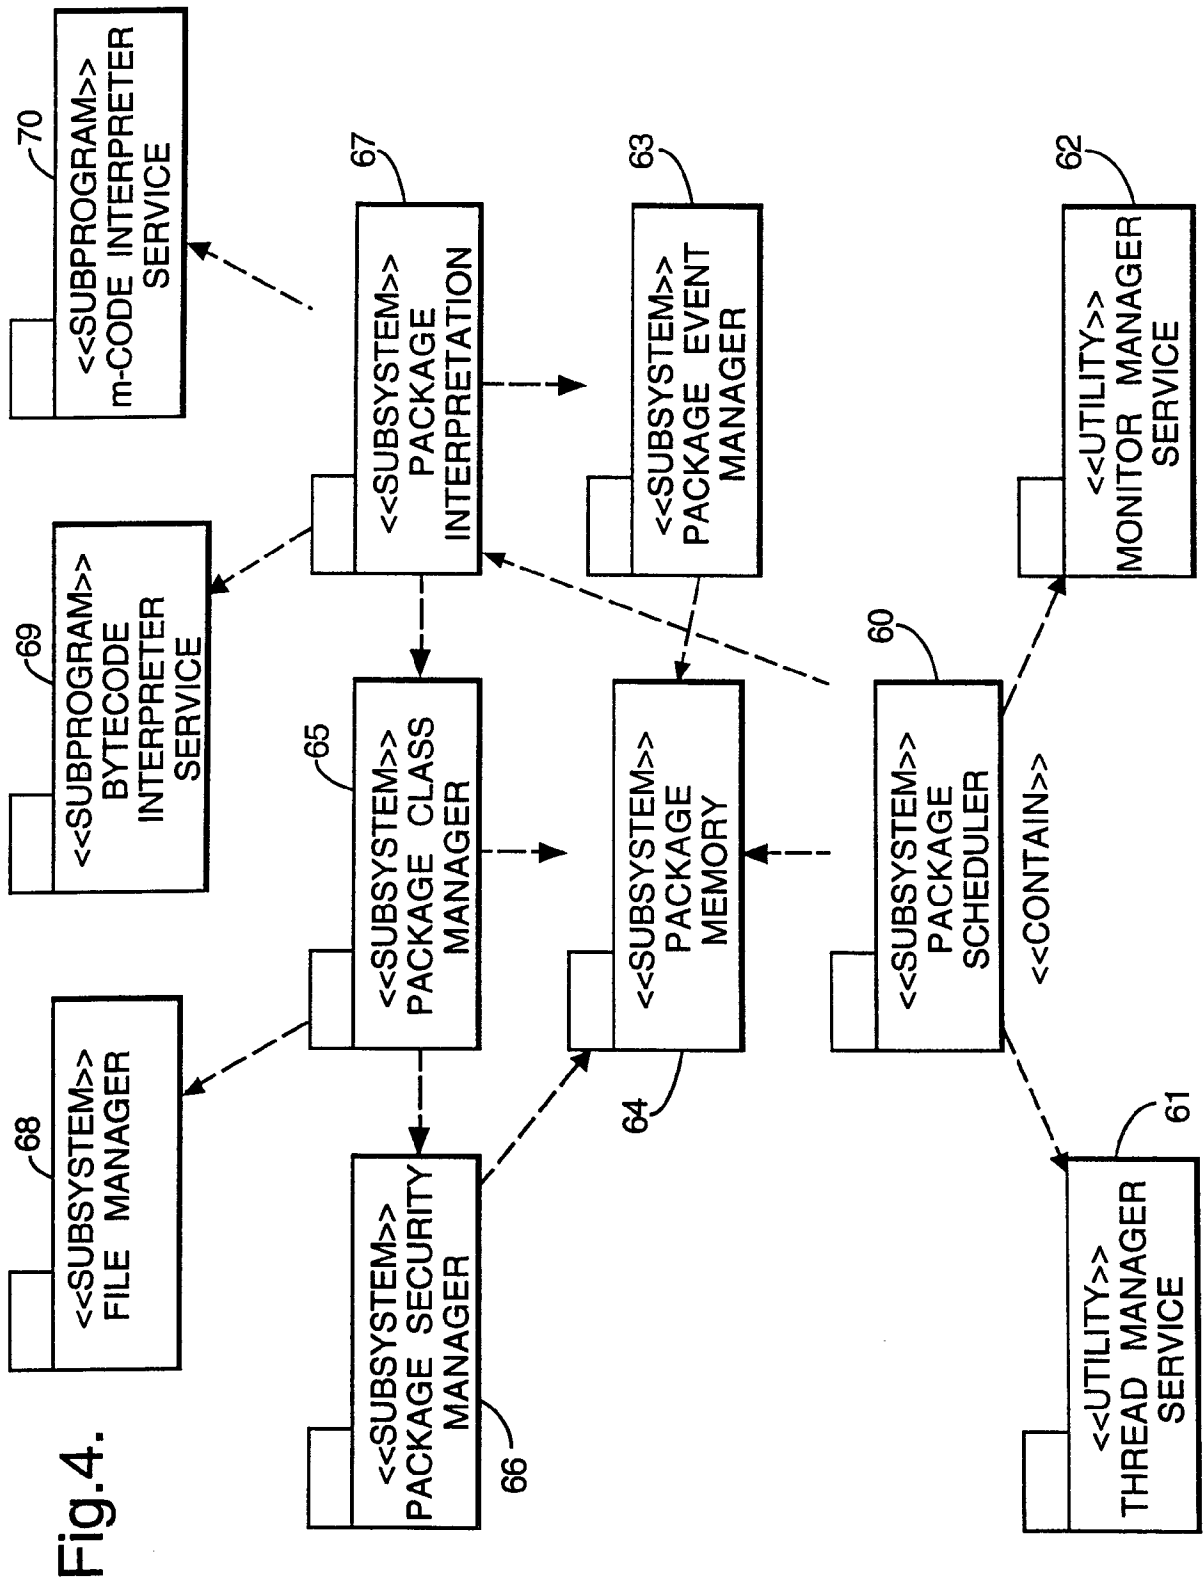 Fig.4.
68
<<SUBSYSTEM>>
FILE MANAGER
69
<<SUBPROGRAM>>
BYTECODE
INTERPRETER
SERVICE
70
<<SUBPROGRAM>>
m-CODE INTERPRETER
SERVICE
66
<<SUBSYSTEM>>
PACKAGE SECURITY
MANAGER
65
<<SUBSYSTEM>>
PACKAGE CLASS
MANAGER
67
<<SUBSYSTEM>>
PACKAGE
INTERPRETATION
64
<<SUBSYSTEM>>
PACKAGE
MEMORY
63
<<SUBSYSTEM>>
PACKAGE EVENT
MANAGER
60
<<SUBSYSTEM>>
PACKAGE
SCHEDULER
<<CONTAIN>>
61
<<UTILITY>>
THREAD MANAGER
SERVICE
62
<<UTILITY>>
MONITOR MANAGER
SERVICE